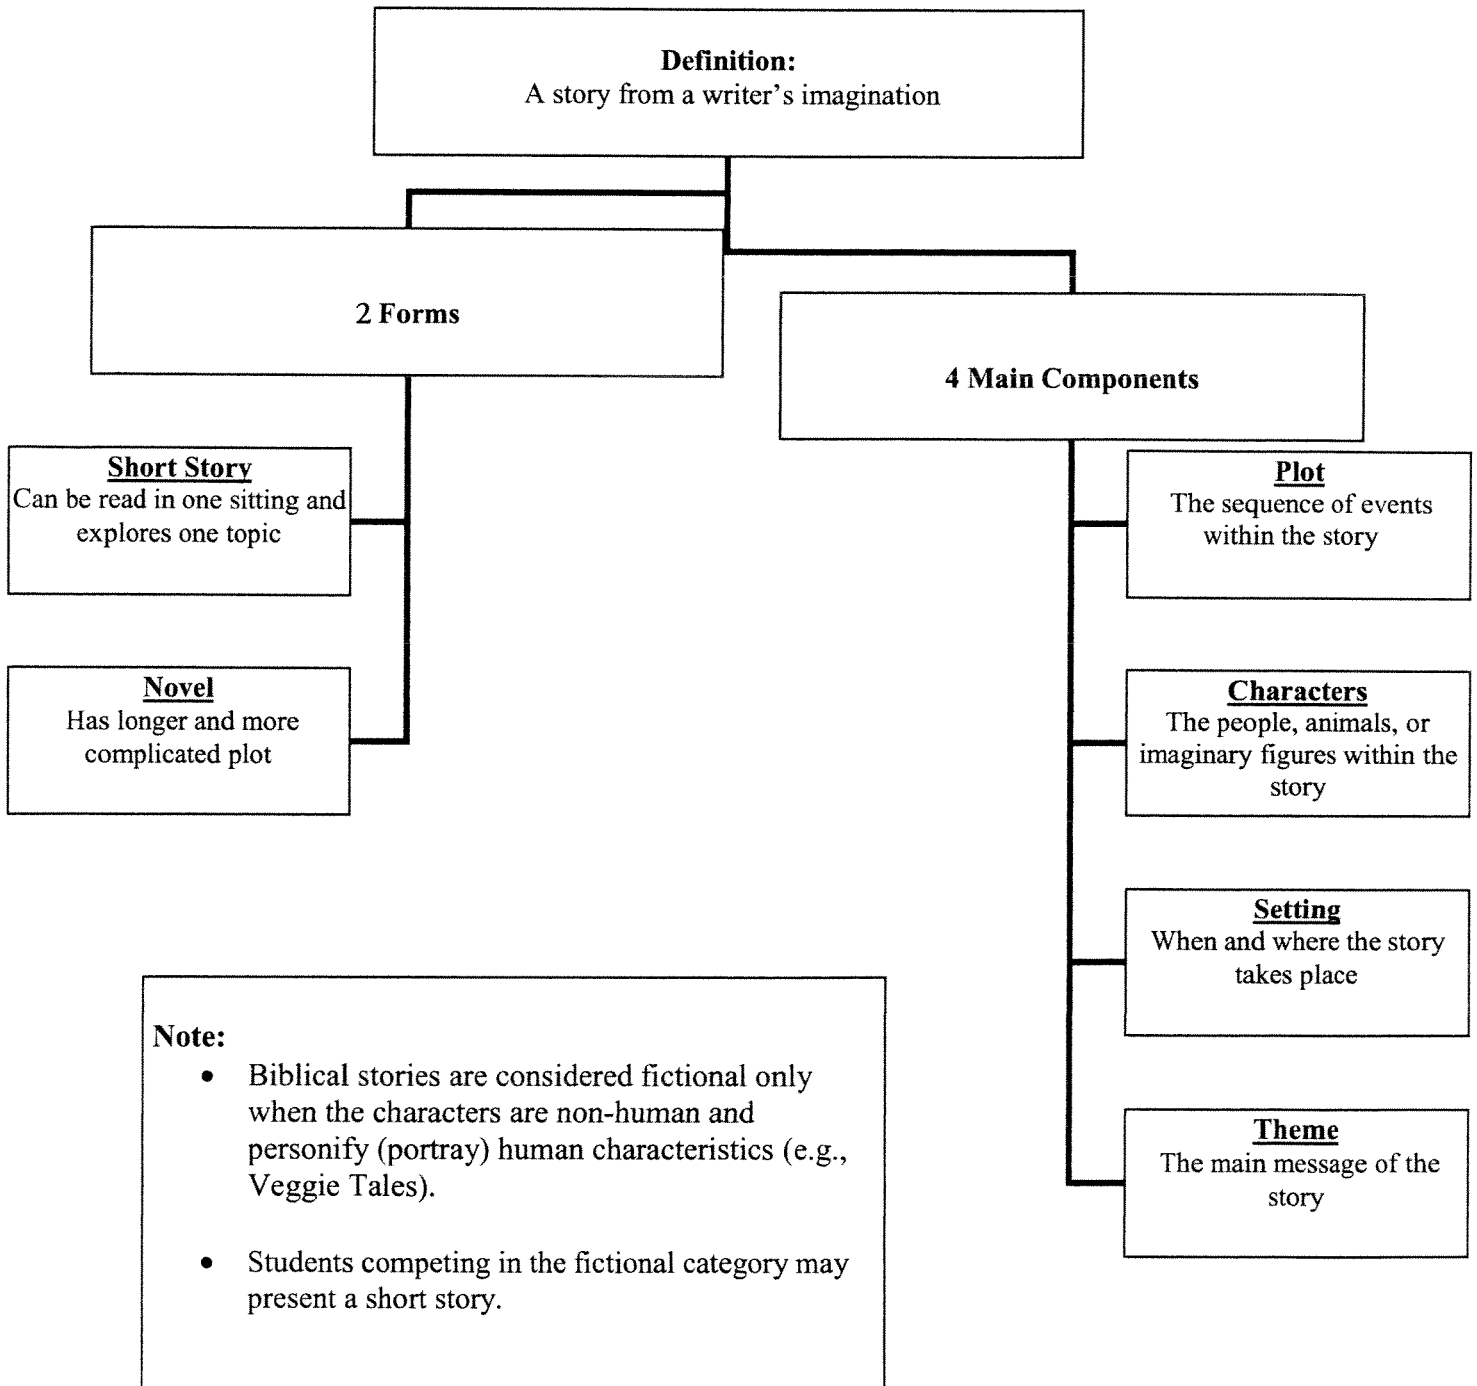 Definition:
A story from a writer's imagination
2 Forms
4 Main Components
Short Story
Can be read in one sitting and
explores one topic
Novel
Has longer and more
complicated plot
Plot
The sequence of events
within the story
Characters
The people, animals, or
imaginary figures within the
story
Setting
When and where the story
takes place
Theme
The main message of the
story
Note:
• Biblical stories are considered fictional only
when the characters are non-human and
personify (portray) human characteristics (e.g.,
Veggie Tales).
• Students competing in the fictional category may
present a short story.